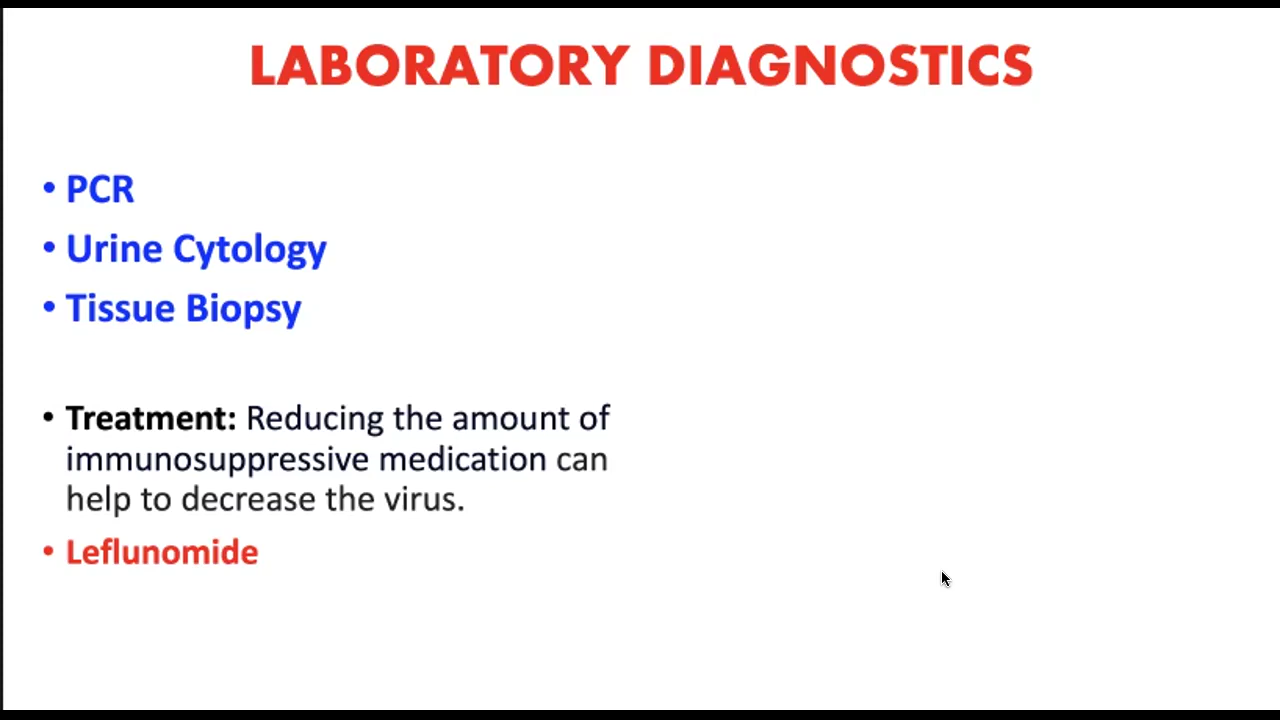 LABORATORY DIAGNOSTICS
• PCR
• Urine Cytology
• Tissue Biopsy
• Treatment: Reducing the amount of
immunosuppressive medication can
help to decrease the virus.
• Leflunomide